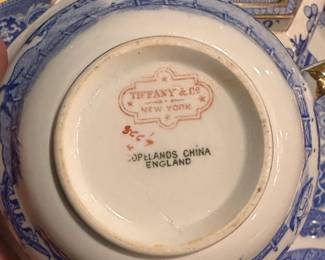 TIFFANY & Co
NEW YORK
COPELANDS CHINA
ENGLAND